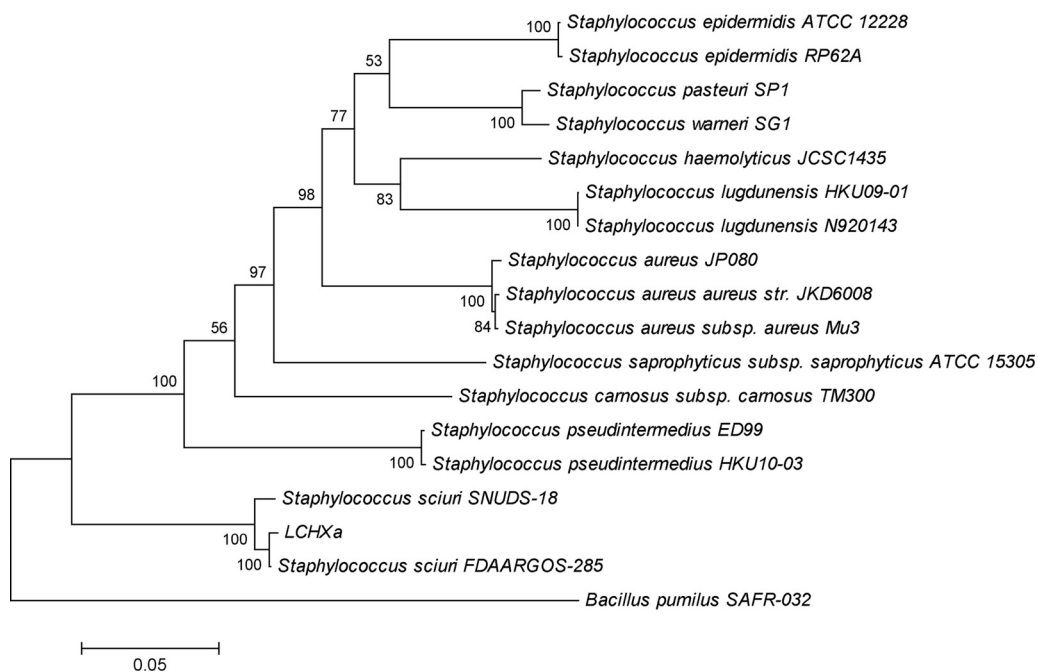 100 Staphylococcus epidermidis ATCC 12228
Staphylococcus epidermidis RP62A
53
Staphylococcus pasteuri SP1
77
100 Staphylococcus warneri SG1
Staphylococcus haemolyticus JCSC1435
98 83 Staphylococcus lugdunensis HKU09-01
100 Staphylococcus lugdunensis N920143
97 Staphylococcus aureus JP080
100 Staphylococcus aureus aureus str. JKD6008
56 84 Staphylococcus aureus subsp. aureus Mu3
Staphylococcus saprophyticus subsp. saprophyticus ATCC 15305
100 Staphylococcus carnosus subsp. carnosus TM300
Staphylococcus pseudintermedius ED99
100 Staphylococcus pseudintermedius HKU10-03
Staphylococcus sciuri SNUDS-18
100 LCHXa
100 Staphylococcus sciuri FDAARGOS-285
Bacillus pumilus SAFR-032
0.05